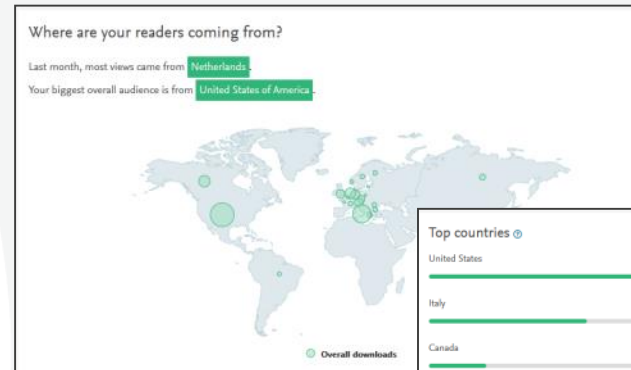 Where are your readers coming from?
Last month, most views came from Netherlands.
Your biggest overall audience is from United States of America.
Overall downloads
Top countries
United States
Italy
Canada